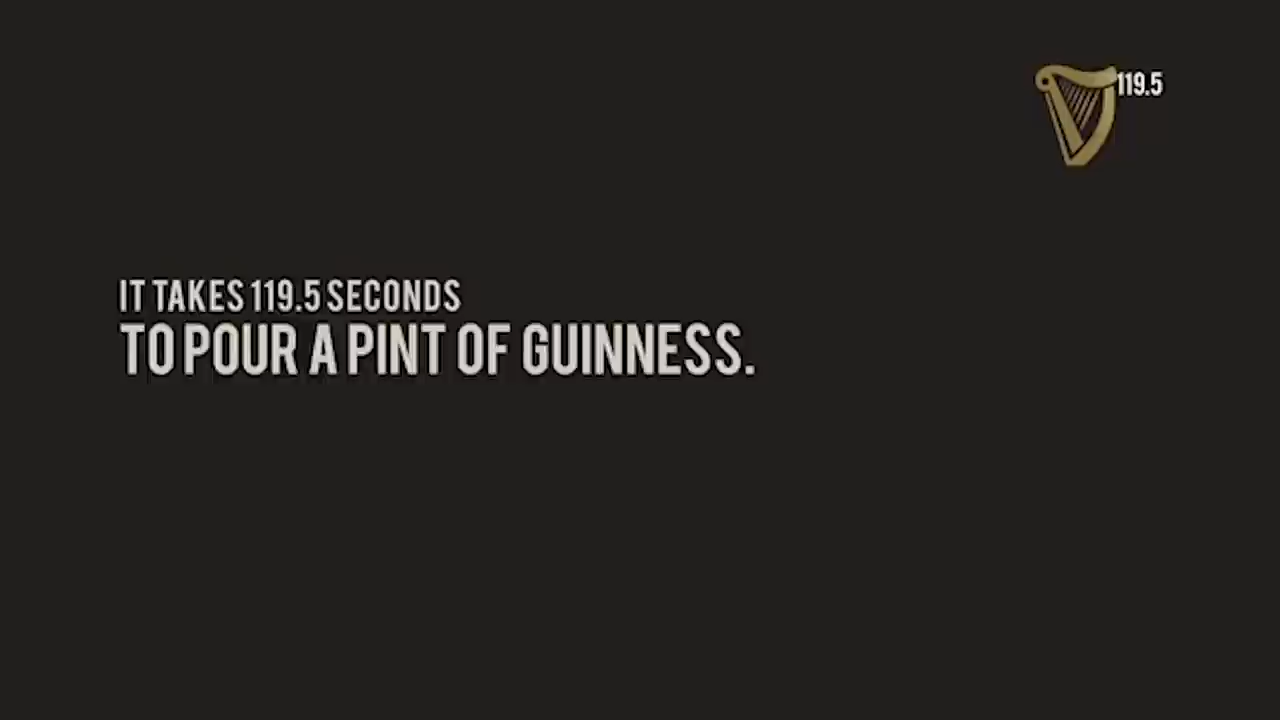 119.5
IT TAKES 119.5 SECONDS
TO POUR A PINT OF GUINNESS.